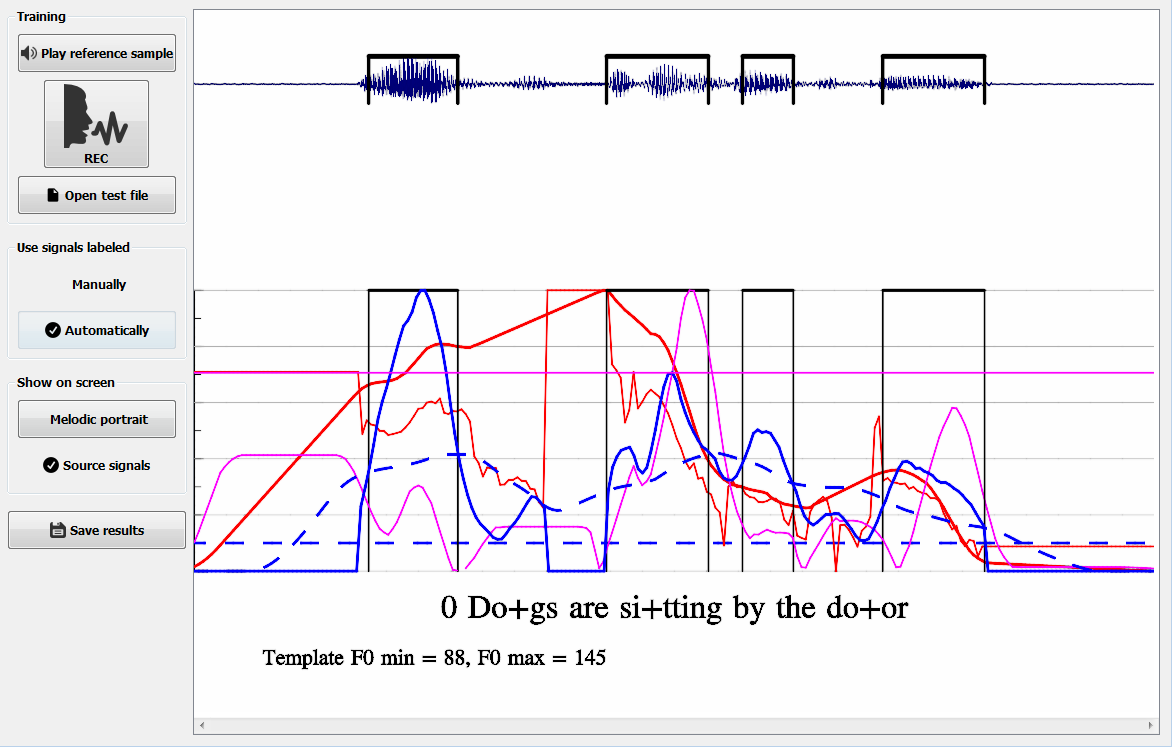 Training
Play reference sample
REC
Open test file
Use signals labeled
Manually
Automatically
Show on screen
Melodic portrait
Source signals
Save results
0 Do+gs are si+tting by the do+or
Template F0 min = 88, F0 max = 145